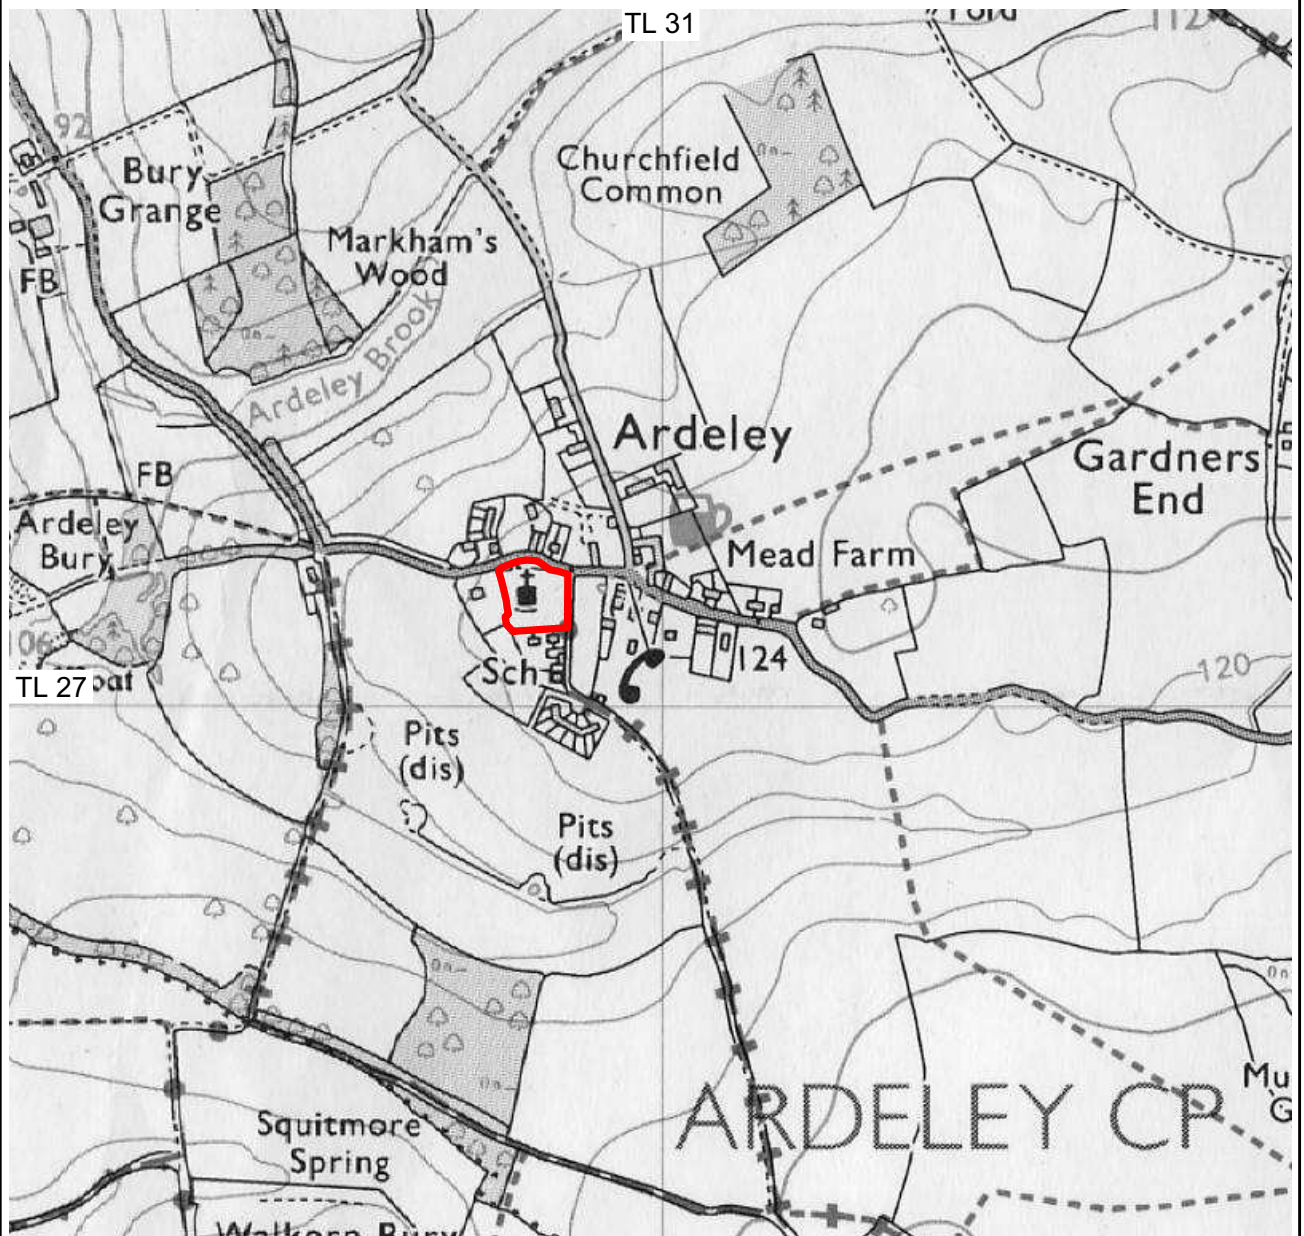 TL 31
112
92
Bury
Grange
Churchfield
Common
Markham's
Wood
FB
Ardeley Brook
Ardeley
FB
Gardners
End
Ardeley
Bury
Mead Farm
106
Sch
124
120
TL 27
Pits
(dis)
Pits
(dis)
ARDELEY CP
Squitmore
Spring